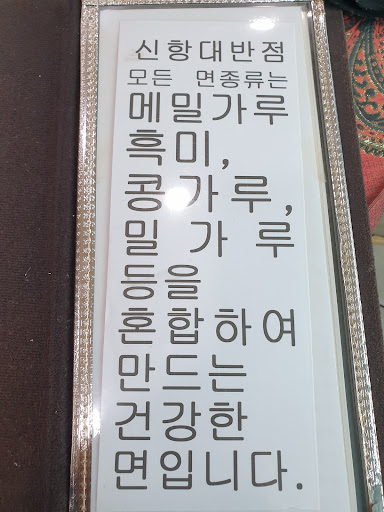 신항대반점
모든 면종류는
메밀가루
흑미,
콩가루,
밀 가 루
등을
혼합하여
만드는
건강한
면입니다.